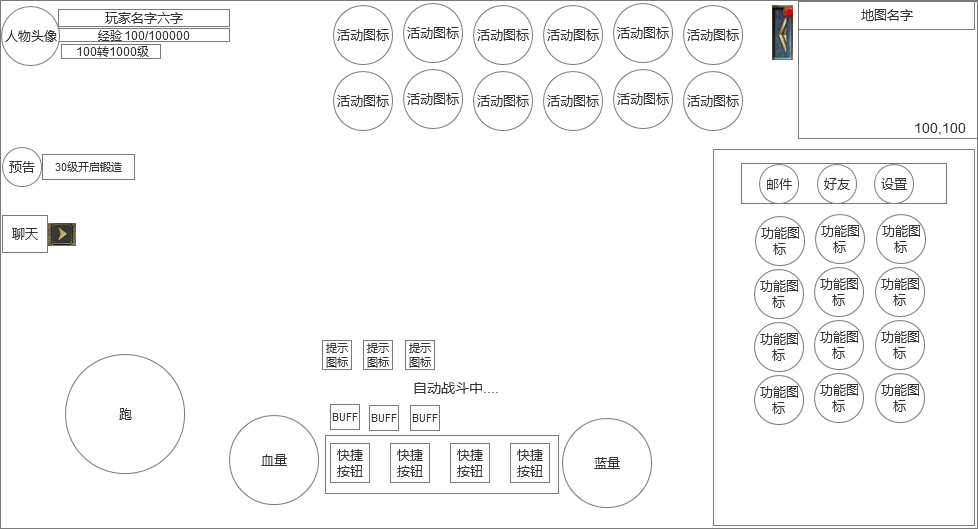 人物头像
玩家名字六字
经验 100/100000
100转1000级
活动图标
活动图标
活动图标
活动图标
活动图标
活动图标
活动图标
活动图标
活动图标
活动图标
活动图标
活动图标
地图名字
100,100
预告
30级开启锻造
聊天
邮件
好友
设置
功能图
标
功能图
标
功能图
标
功能图
标
功能图
标
功能图
标
功能图
标
功能图
标
功能图
标
功能图
标
功能图
标
功能图
标
提示
图标
提示
图标
提示
图标
自动战斗中....
BUFF
BUFF
BUFF
跑
血量
快捷
按钮
快捷
按钮
快捷
按钮
快捷
按钮
蓝量